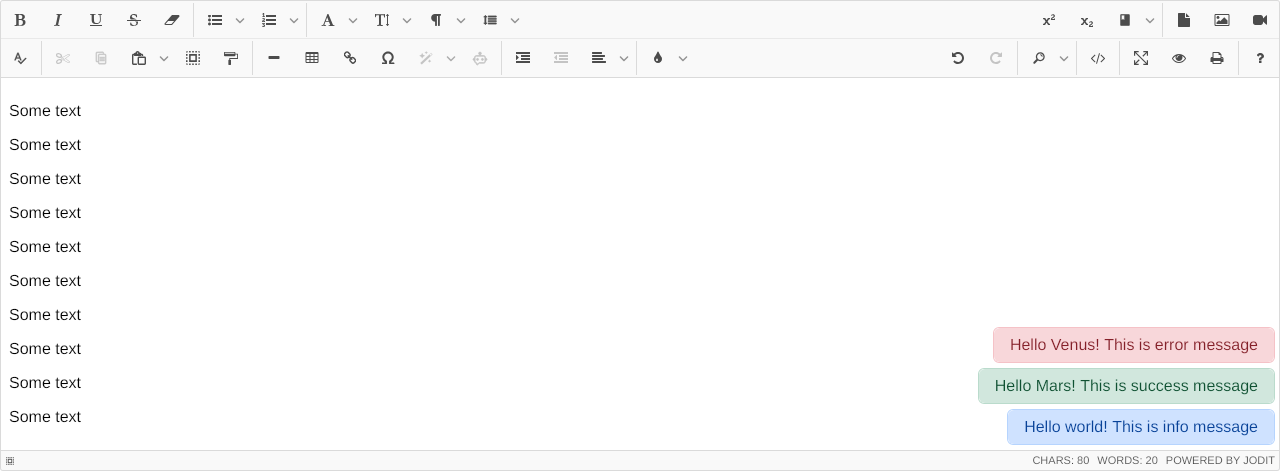 Some text
Some text
Some text
Some text
Some text
Some text
Some text
Some text
Some text
Some text
Hello Venus! This is error message
Hello Mars! This is success message
Hello world! This is info message
CHARS: 80 WORDS: 20 POWERED BY JODIT